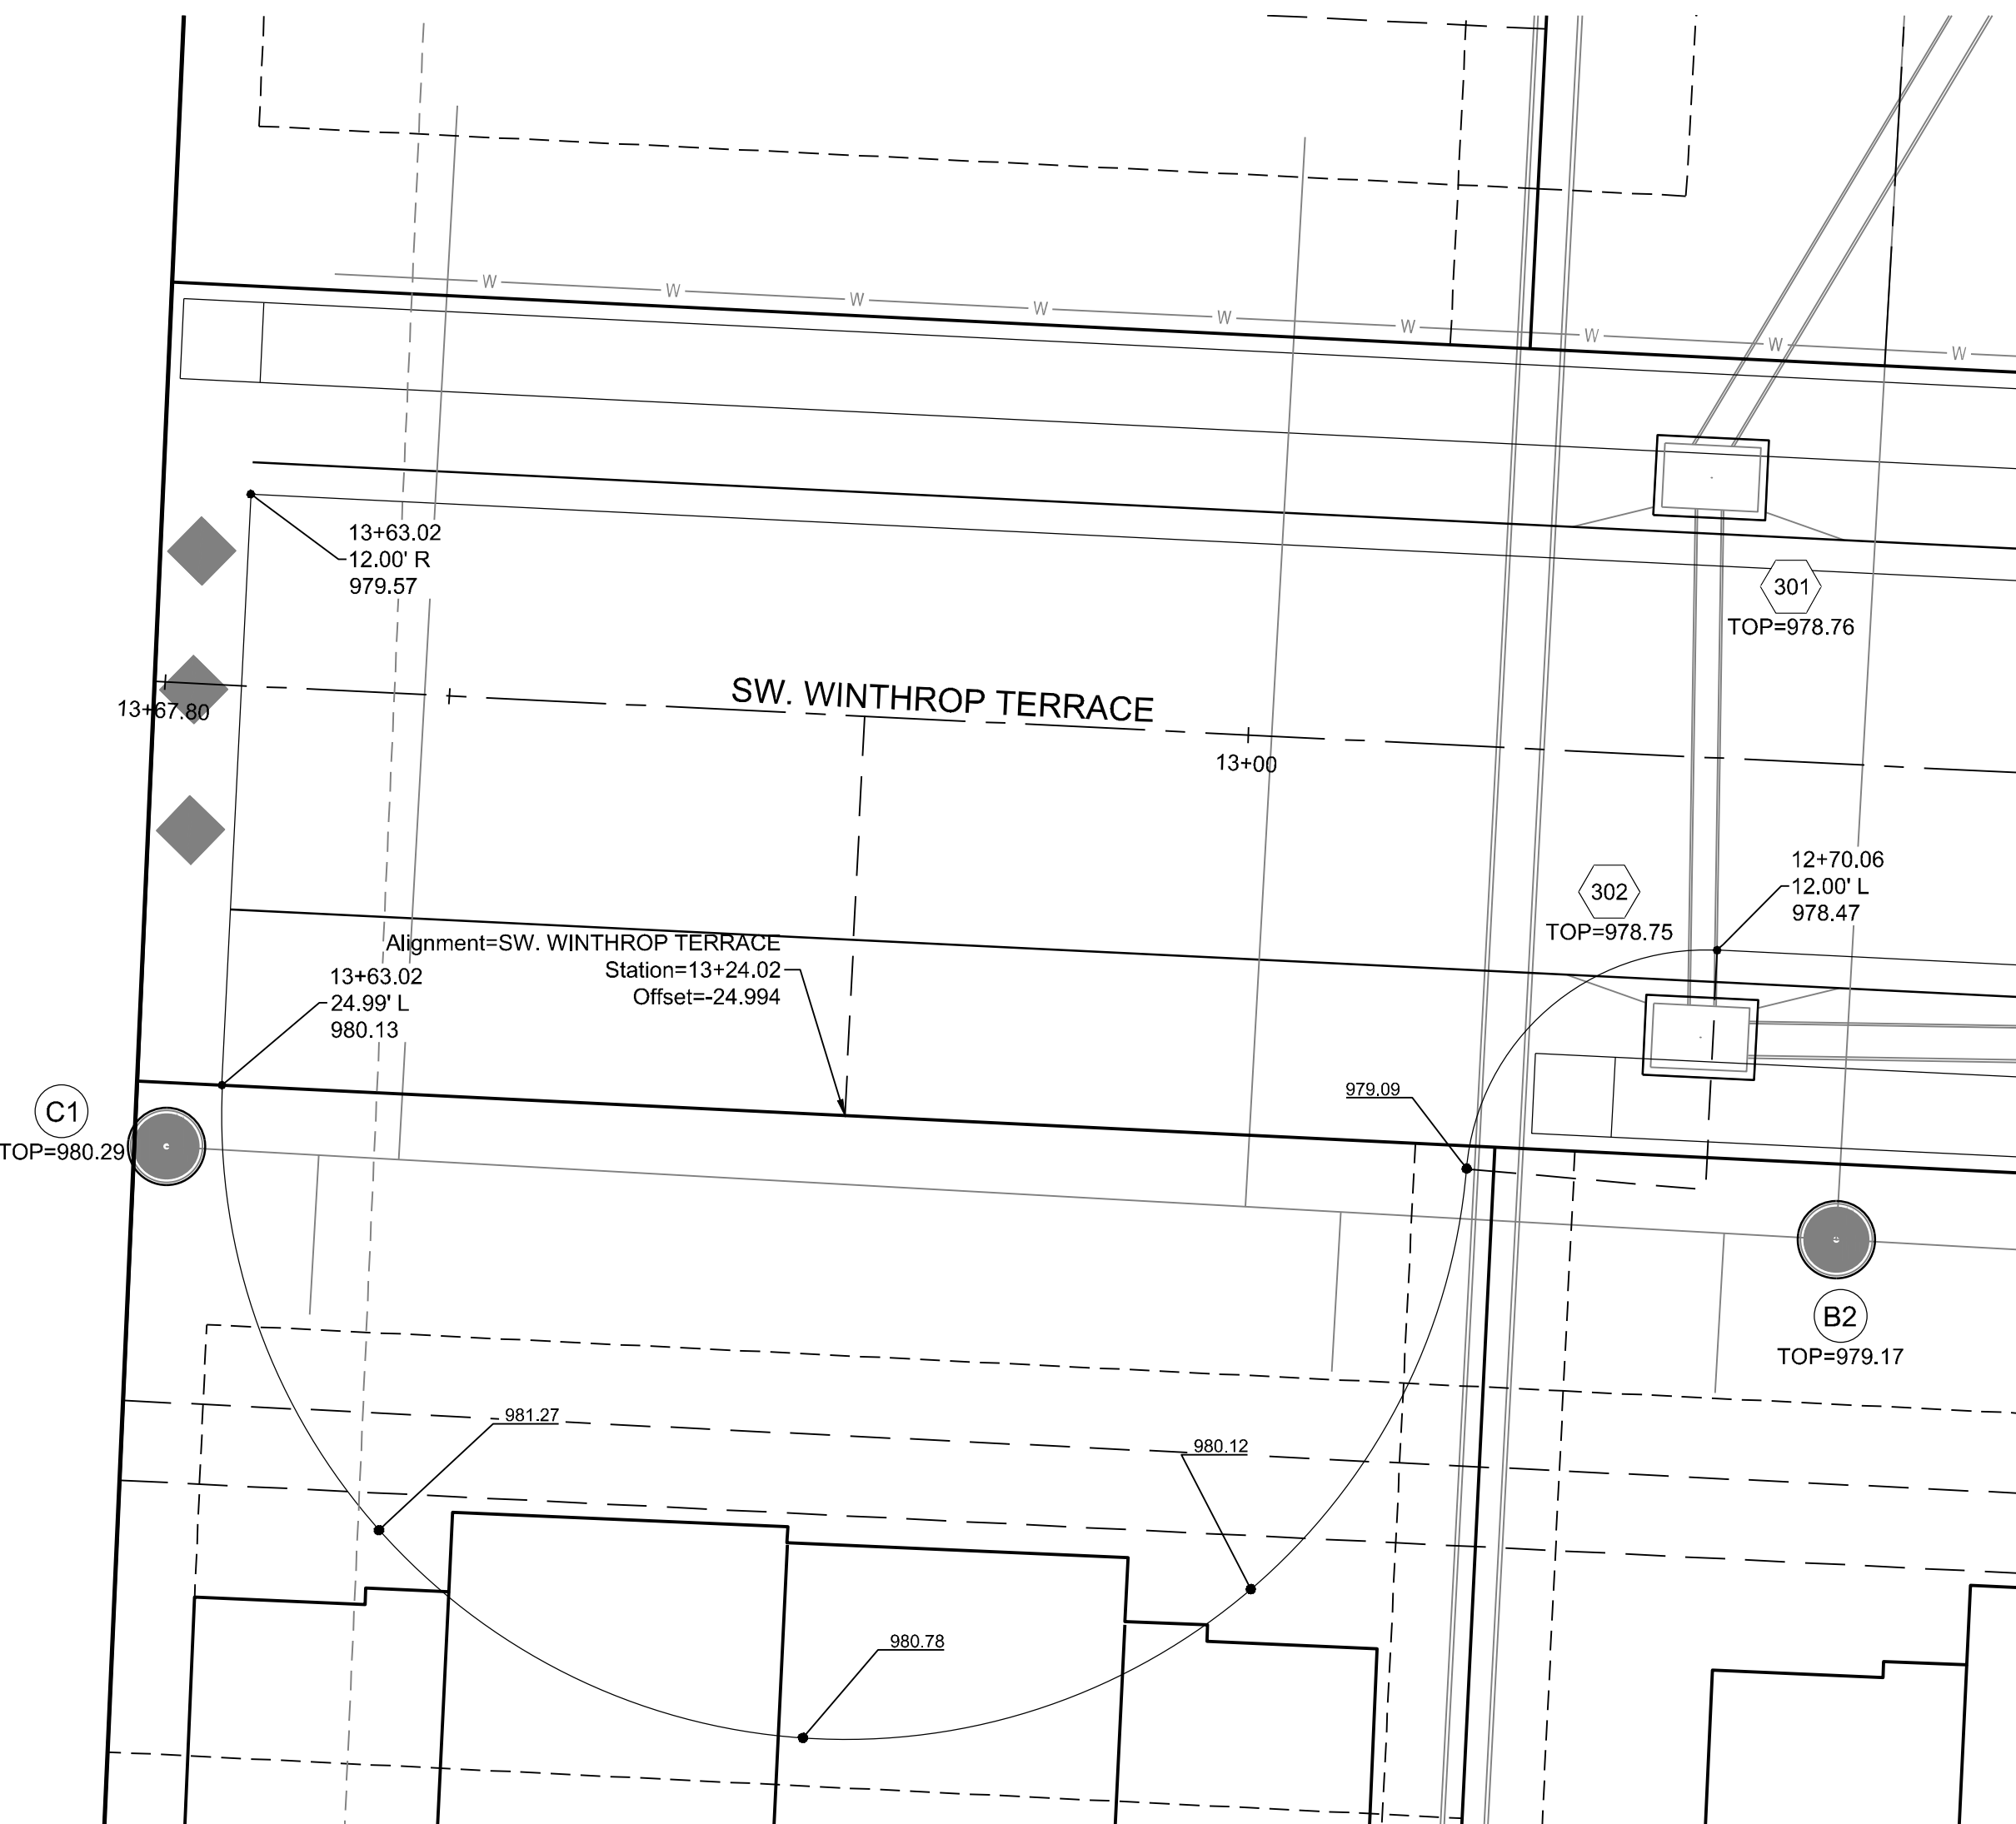 W W W W W W W W W
13+63.02
12.00' R
979.57
301
TOP=978.76
SW. WINTHROP TERRACE
13+67.80
13+00
12+70.06
12.00' L
978.47
302
TOP=978.75
Alignment=SW. WINTHROP TERRACE
Station=13+24.02
Offset=-24.994
13+63.02
24.99' L
980.13
979.09
C1
TOP=980.29
B2
TOP=979.17
981.27
980.12
980.78